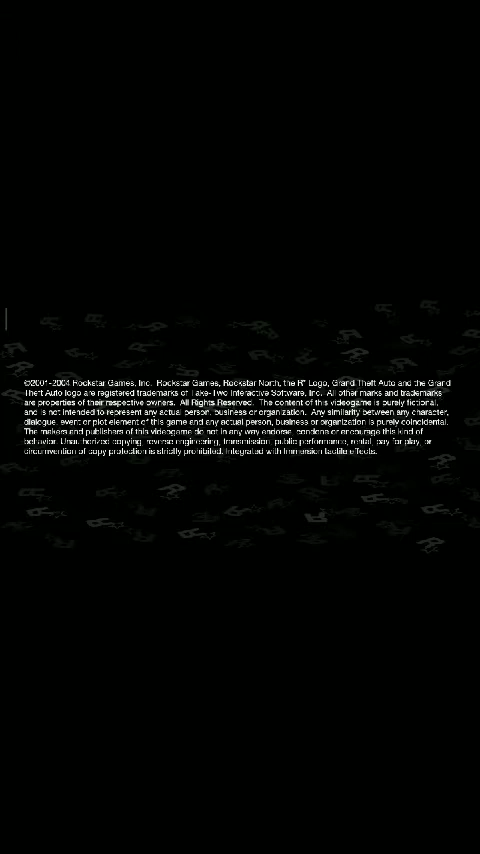 ©2001-2004 Rockstar Games, Inc. Rockstar Games, Rockstar North, the R* Logo, Grand Theft Auto and the Grand
Theft Auto logo are registered trademarks of Take-Two Interactive Software, Inc. All other marks and trademarks
are properties of their respective owners. All Rights Reserved. The content of this videogame is purely fictional,
and is not intended to represent any actual person, business or organization. Any similarity between any character,
dialogue, event or plot element of this game and any actual person, business or organization is purely coincidental.
The makers and publishers of this videogame do not in any way endorse, condone or encourage this kind of
behavior. Unauthorized copying, reverse engineering, transmission, public performance, rental, pay for play, or
circumvention of copy protection is strictly prohibited. Integrated with Immersion tactile effects.